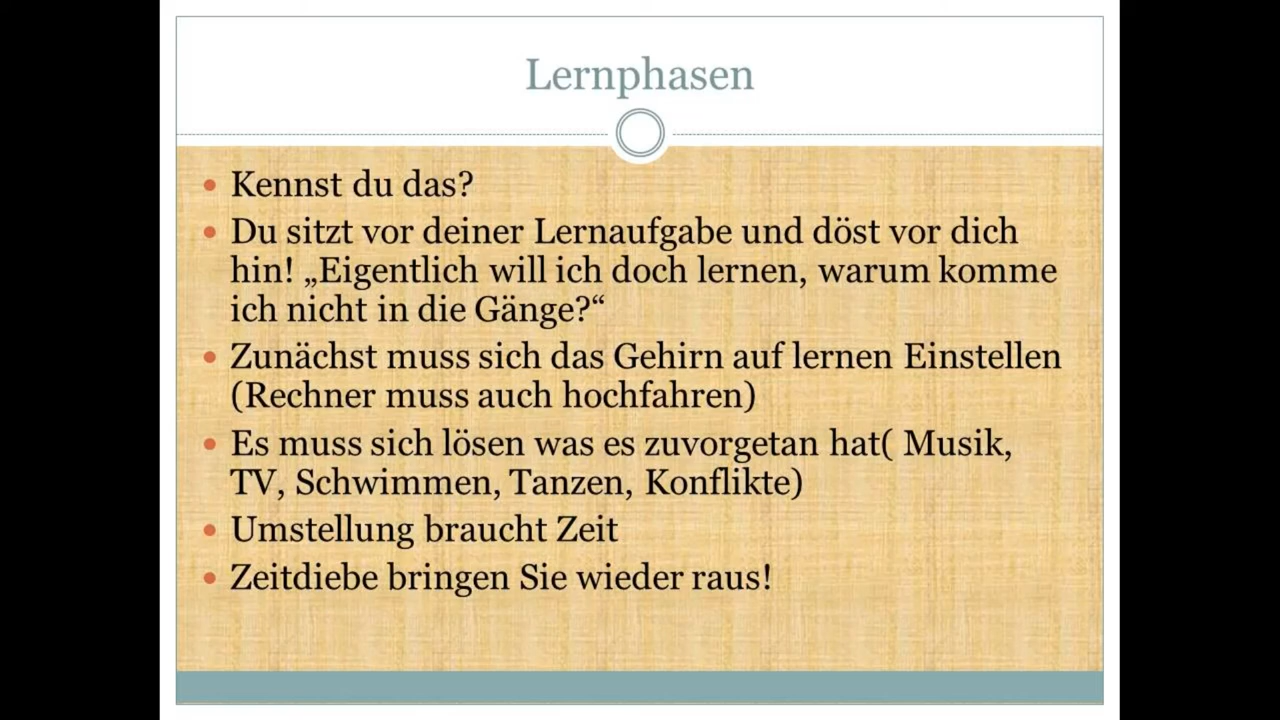 Lernphasen
• Kennst du das?
• Du sitzt vor deiner Lernaufgabe und döst vor dich
hin! „Eigentlich will ich doch lernen, warum komme
ich nicht in die Gänge?“
• Zunächst muss sich das Gehirn auf lernen Einstellen
(Rechner muss auch hochfahren)
• Es muss sich lösen was es zuvorgetan hat( Musik,
TV, Schwimmen, Tanzen, Konflikte)
• Umstellung braucht Zeit
• Zeitdiebe bringen Sie wieder raus!